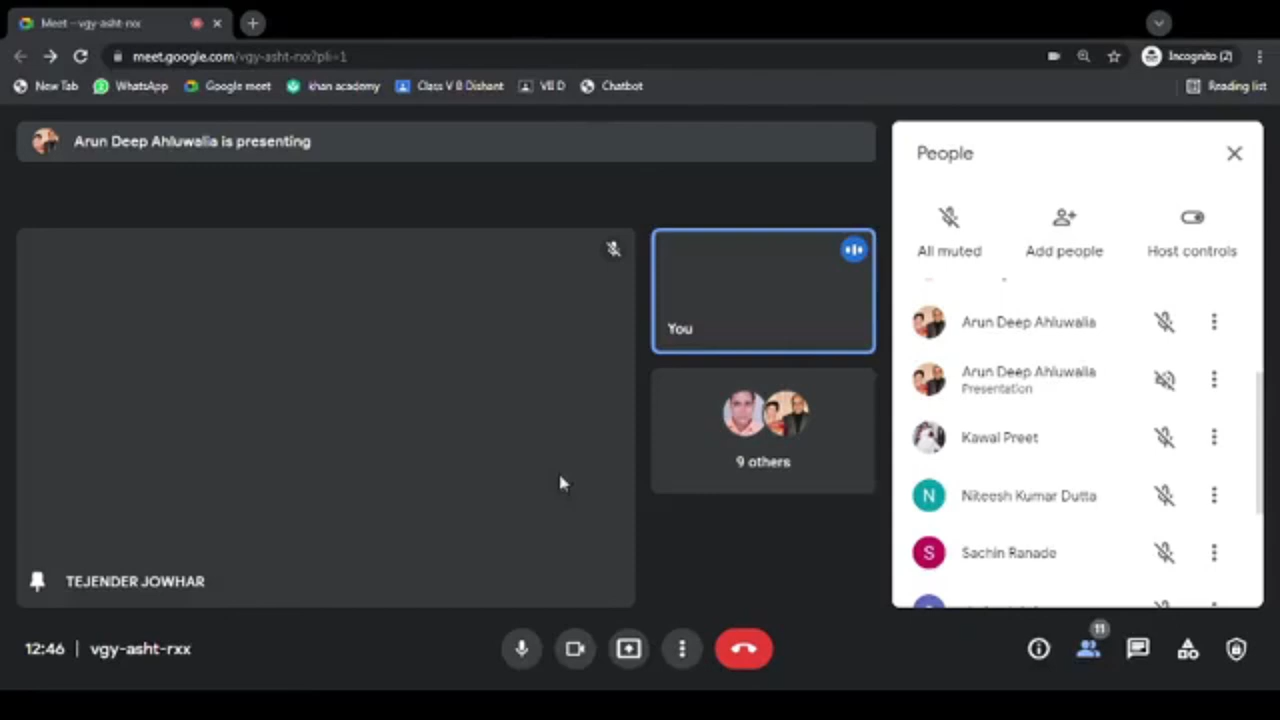 Meet – vgy-asht-rxx
meet.google.com/vgy-asht-rxx?pli=1
Incognito (2)
New Tab
WhatsApp
Google meet
khan academy
Class V B Dishant
VII D
Chatbot
Reading list
Arun Deep Ahluwalia is presenting
People
All muted
Add people
Host controls
You
Arun Deep Ahluwalia
Arun Deep Ahluwalia
Presentation
Kawal Preet
9 others
Niteesh Kumar Dutta
Sachin Ranade
TEJENDER JOWHAR
12:46 | vgy-asht-rxx
11